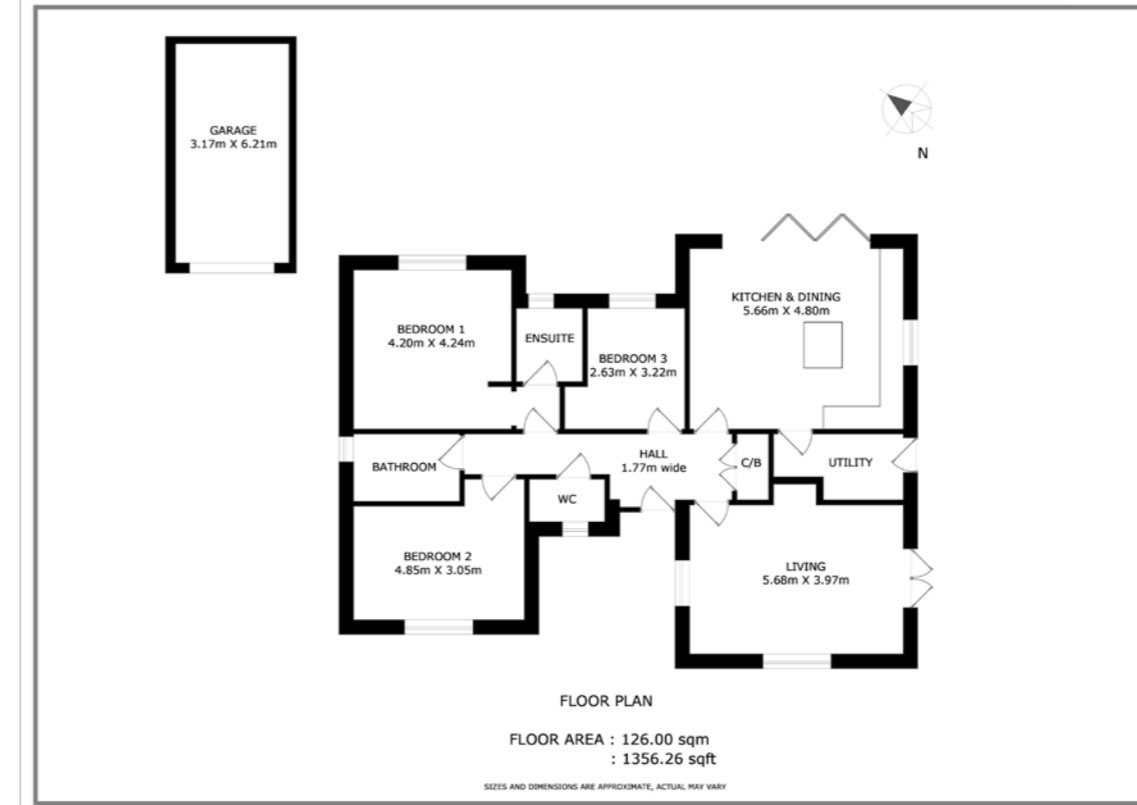 GARAGE
3.17m X 6.21m
N
KITCHEN & DINING
5.66m X 4.80m
BEDROOM 1
4.20m X 4.24m
ENSUITE
BEDROOM 3
2.63m X 3.22m
HALL
1.77m wide
C/B
UTILITY
BATHROOM
WC
BEDROOM 2
4.85m X 3.05m
LIVING
5.68m X 3.97m
FLOOR PLAN
FLOOR AREA : 126.00 sqm
: 1356.26 sqft
SIZES AND DIMENSIONS ARE APPROXIMATE, ACTUAL MAY VARY